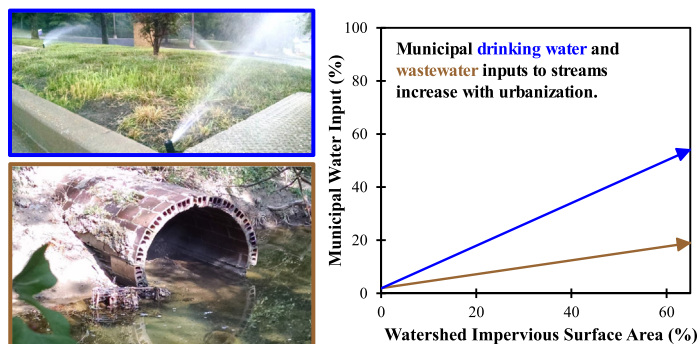 Municipal drinking water and
wastewater inputs to streams
increase with urbanization.
Municipal Water Input (%)
100
80
60
40
20
0
0 20 40 60
Watershed Impervious Surface Area (%)